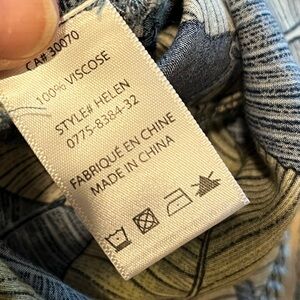 CA# 30070
100% VISCOSE
STYLE# HELEN
0775-8384-32
FABRIQUÉ EN CHINE
MADE IN CHINA